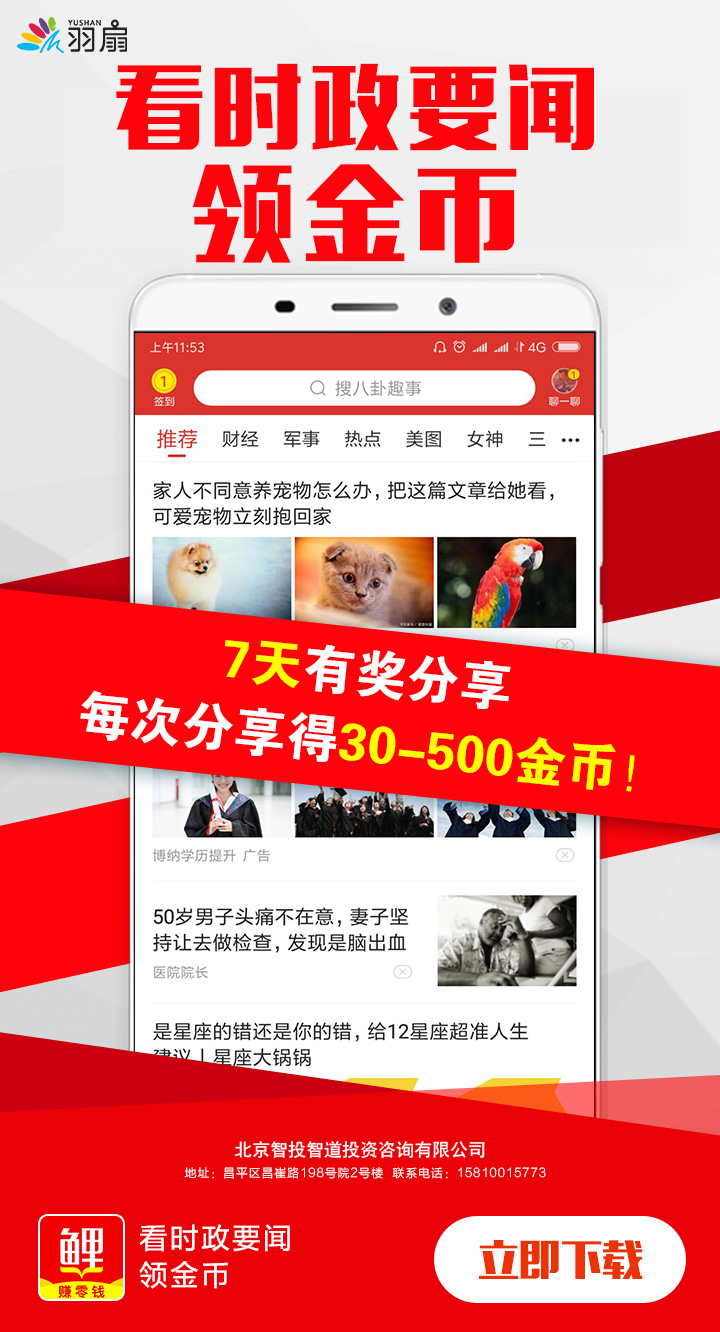 YUSHAN
羽扇
看时政要闻
领金币
上午11:53
4G
1
签到
搜八卦趣事
1
聊一聊
推荐 财经 军事 热点 美图 女神 三 •••
家人不同意养宠物怎么办，把这篇文章给她看，
可爱宠物立刻抱回家
7天有奖分享
每次分享得30-500金币！
博纳学历提升 广告
50岁男子头痛不在意，妻子坚
持让去做检查，发现是脑出血
医院院长
是星座的错还是你的错，给12星座超准人生
建议丨星座大锅锅
北京智投智道投资咨询有限公司
地址：昌平区昌崔路198号院2号楼 联系电话：15810015773
鲤
赚零钱
看时政要闻
领金币
立即下载